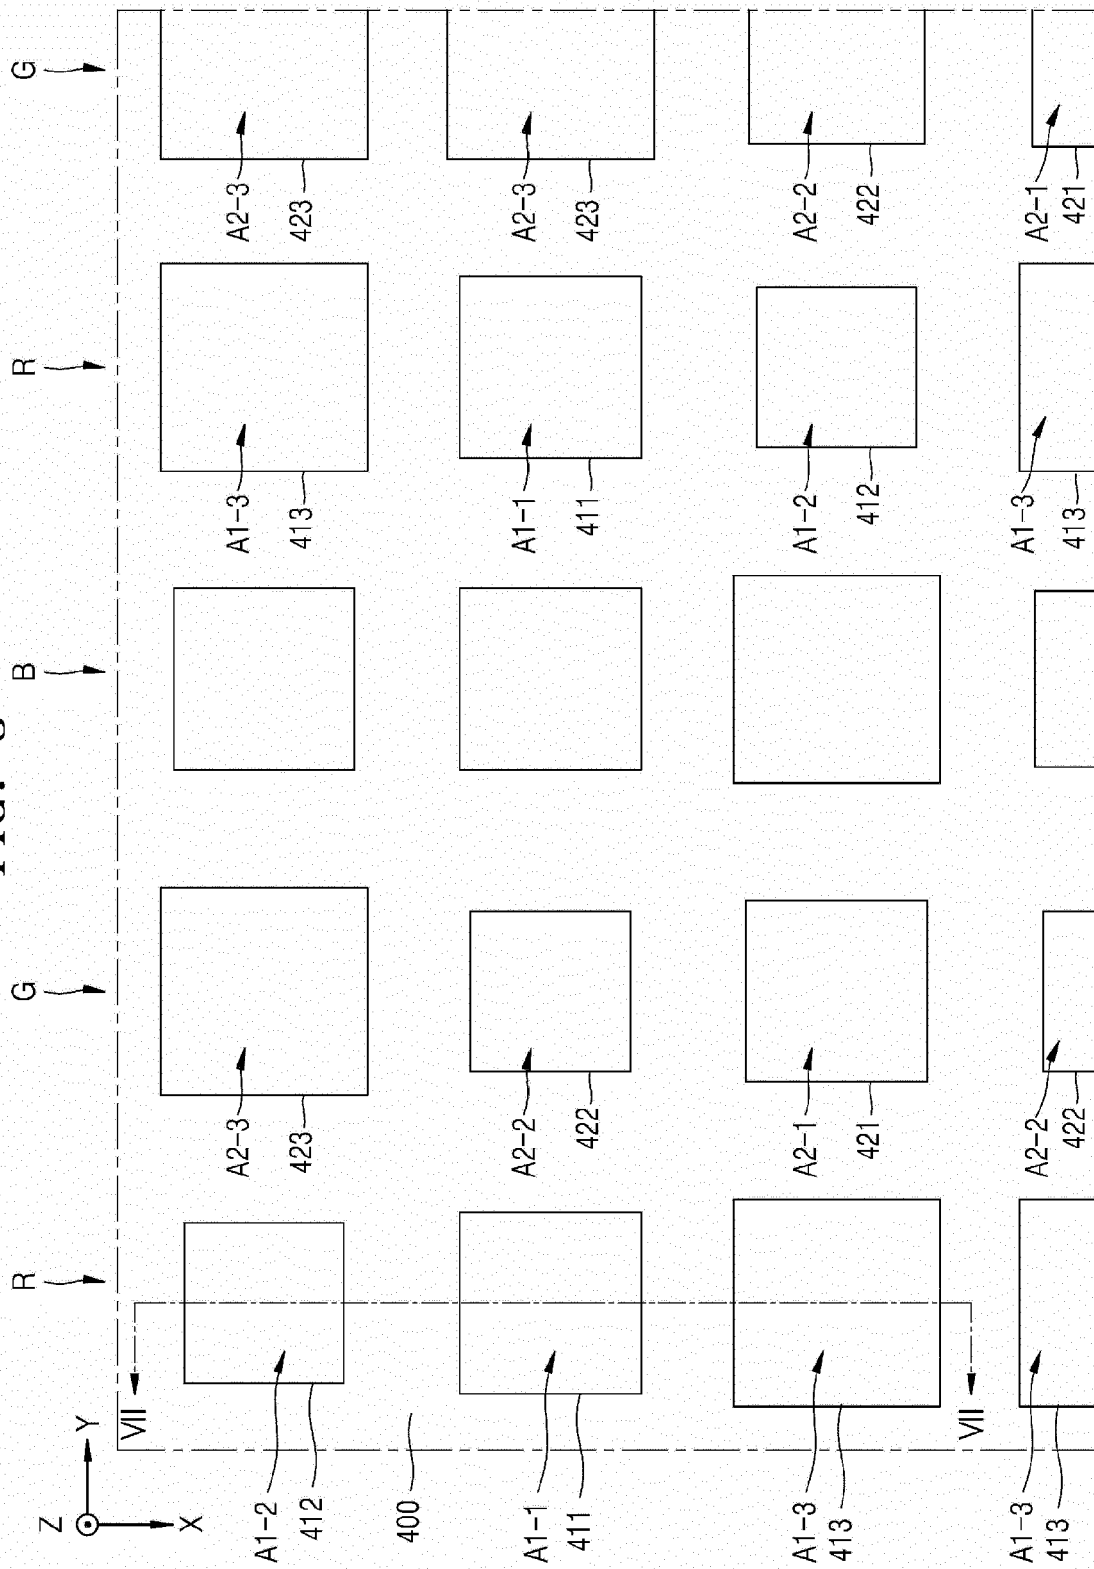 R G B R G
Z
Y
VII
X
A1-2 A2-3 A1-3 A2-3
412 423 413 423
400
A1-1 A2-2 A1-1 A2-3
411 422 411 423
A1-3 A2-1 A1-2 A2-2
413 421 412 422
VII
A1-3 A2-2 A1-3 A2-1
413 422 413 421